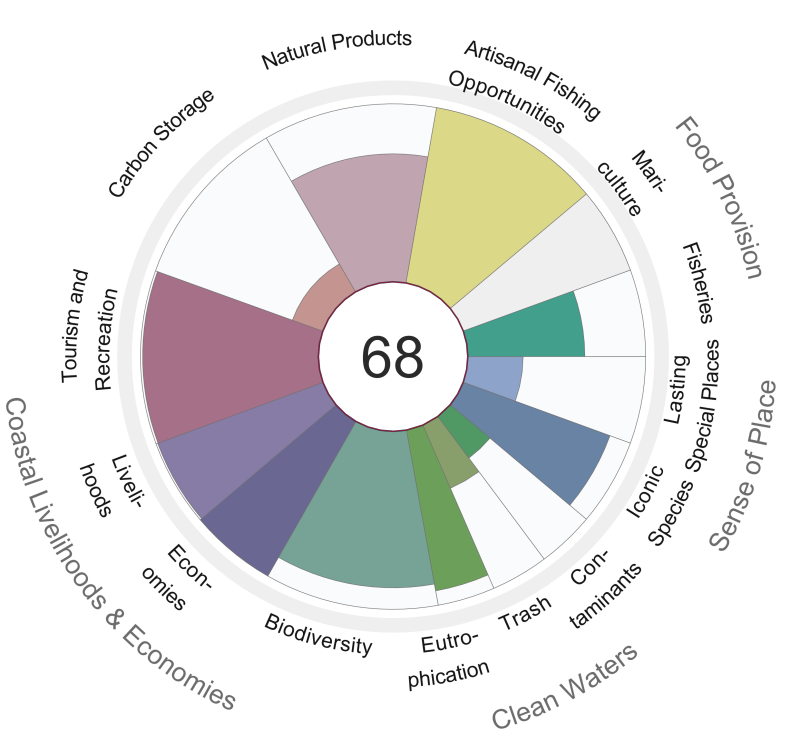 Natural Products
Artisanal Fishing
Opportunities
Mari-
culture
Food Provision
Fisheries
Lasting
Special Places
Sense of Place
Iconic
Species
Con-
taminants
Trash
Clean Waters
Eutro-
phication
Biodiversity
Econ-
omies
Liveli-
hoods
Coastal Livelihoods & Economies
Tourism and
Recreation
Carbon Storage
68